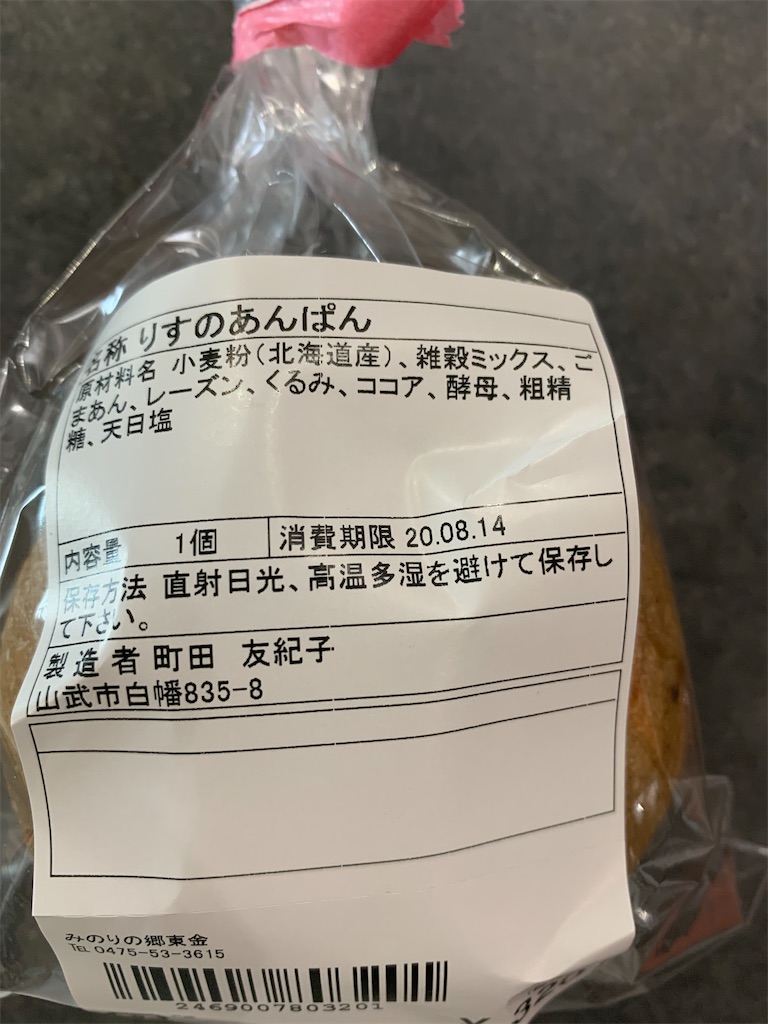 名称 りすのあんぱん
原材料名 小麦粉(北海道産)、雑穀ミックス、ご
まあん、レーズン、くるみ、ココア、酵母、粗精
糖、天日塩
内容量 1個 消費期限 20.08.14
保存方法 直射日光、高温多湿を避けて保存し
て下さい。
製造者 町田 友紀子
山武市白幡835-8
みのりの郷東金
TEL 0475-53-3615
2469007803201
¥320